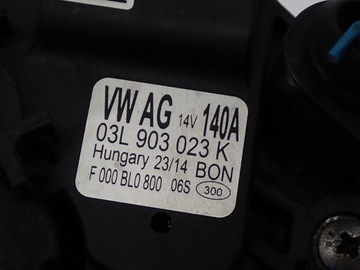 VW AG 14V 140A
03L 903 023 K
Hungary 23/14 BON
F 000 BL0 800 06S 300